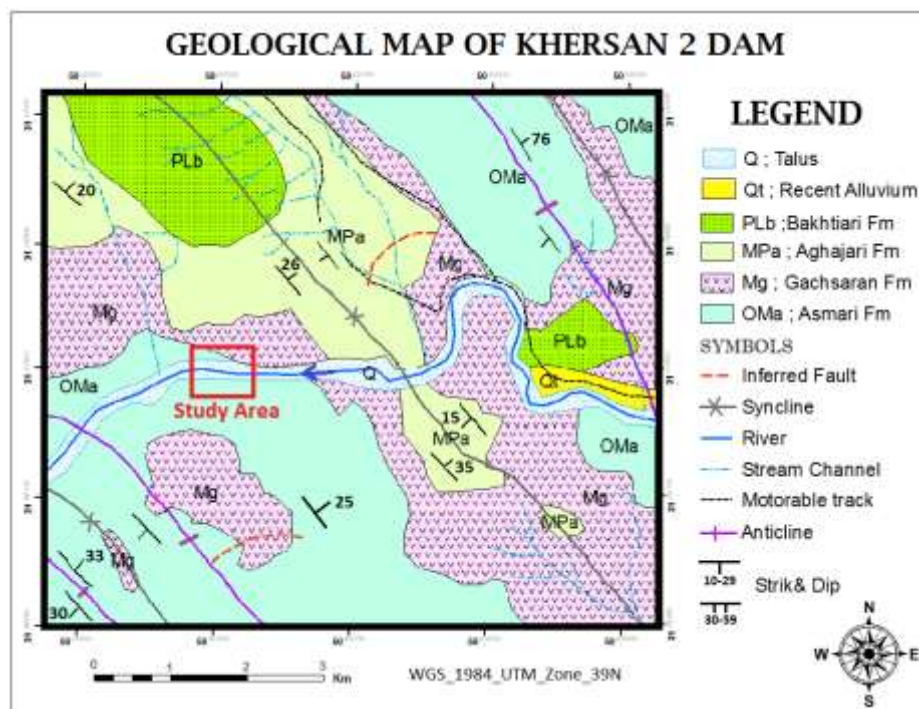 GEOLOGICAL MAP OF KHERSAN 2 DAM
LEGEND
Q ; Talus
Qt ; Recent Alluvium
PLb ;Bakhtiari Fm
MPa ; Aghajari Fm
Mg ; Gachsaran Fm
OMa ; Asmari Fm
SYMBOLS
Inferred Fault
Syncline
River
Stream Channel
Motorable track
Anticline
10-29
Strik& Dip
30-59
OMa
76
PLb
OMa
20
MPa
Mg
26
Mg
Mg
PLb
OMa
Q
Qt
Study Area
15
MPa
OMa
35
Mg
Mg
25
MPa
33
Mg
30
0 1 2 3
Km
WGS_1984_UTM_Zone_39N
N
W E
S